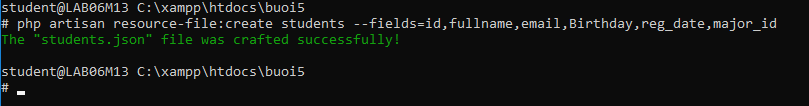 student@LAB06M13 C:\xampp\htdocs\buoi5
# php artisan resource-file:create students --fields=id,fullname,email,Birthday,reg_date,major_id
The "students.json" file was crafted successfully!
student@LAB06M13 C:\xampp\htdocs\buoi5
#